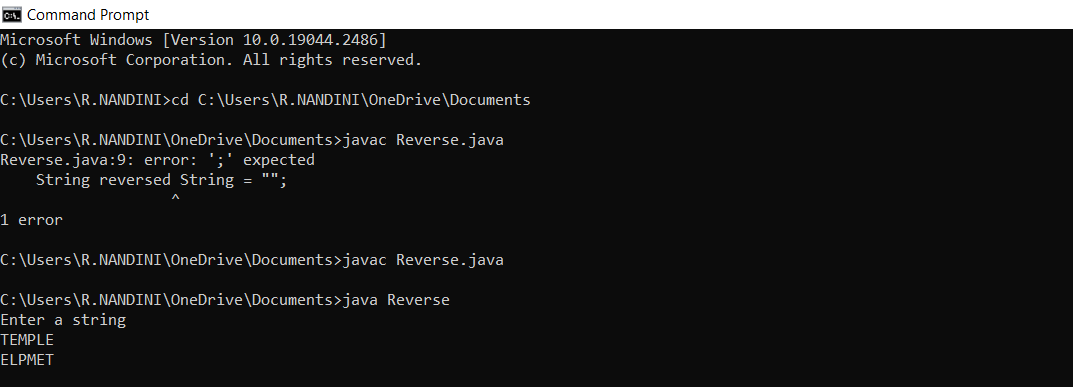 Command Prompt
Microsoft Windows [Version 10.0.19044.2486]
(c) Microsoft Corporation. All rights reserved.
C:\Users\R.NANDINI>cd C:\Users\R.NANDINI\OneDrive\Documents
C:\Users\R.NANDINI\OneDrive\Documents>javac Reverse.java
Reverse.java:9: error: ';' expected
    String reversed String = "";
                   ^
1 error
C:\Users\R.NANDINI\OneDrive\Documents>javac Reverse.java
C:\Users\R.NANDINI\OneDrive\Documents>java Reverse
Enter a string
TEMPLE
ELPMET